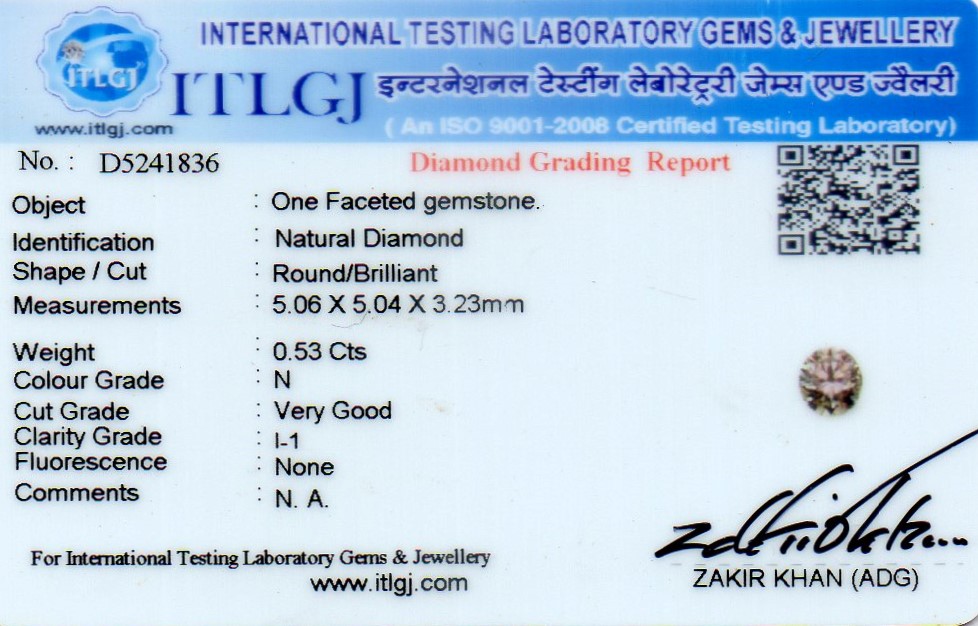 INTERNATIONAL TESTING LABORATORY GEMS & JEWELLERY
ITLGJ
ITLGJ इन्टरनेशनल टेस्टींग लेबोरेट्ररी जेम्स एण्ड ज्वैलरी
www.itlgj.com
( An ISO 9001-2008 Certified Testing Laboratory)
No. : D5241836
Diamond Grading Report
Object : One Faceted gemstone.
Identification : Natural Diamond
Shape / Cut : Round/Brilliant
Measurements : 5.06 X 5.04 X 3.23mm
Weight : 0.53 Cts
Colour Grade : N
Cut Grade : Very Good
Clarity Grade : I-1
Fluorescence : None
Comments : N. A.
For International Testing Laboratory Gems & Jewellery
www.itlgj.com
ZAKIR KHAN (ADG)